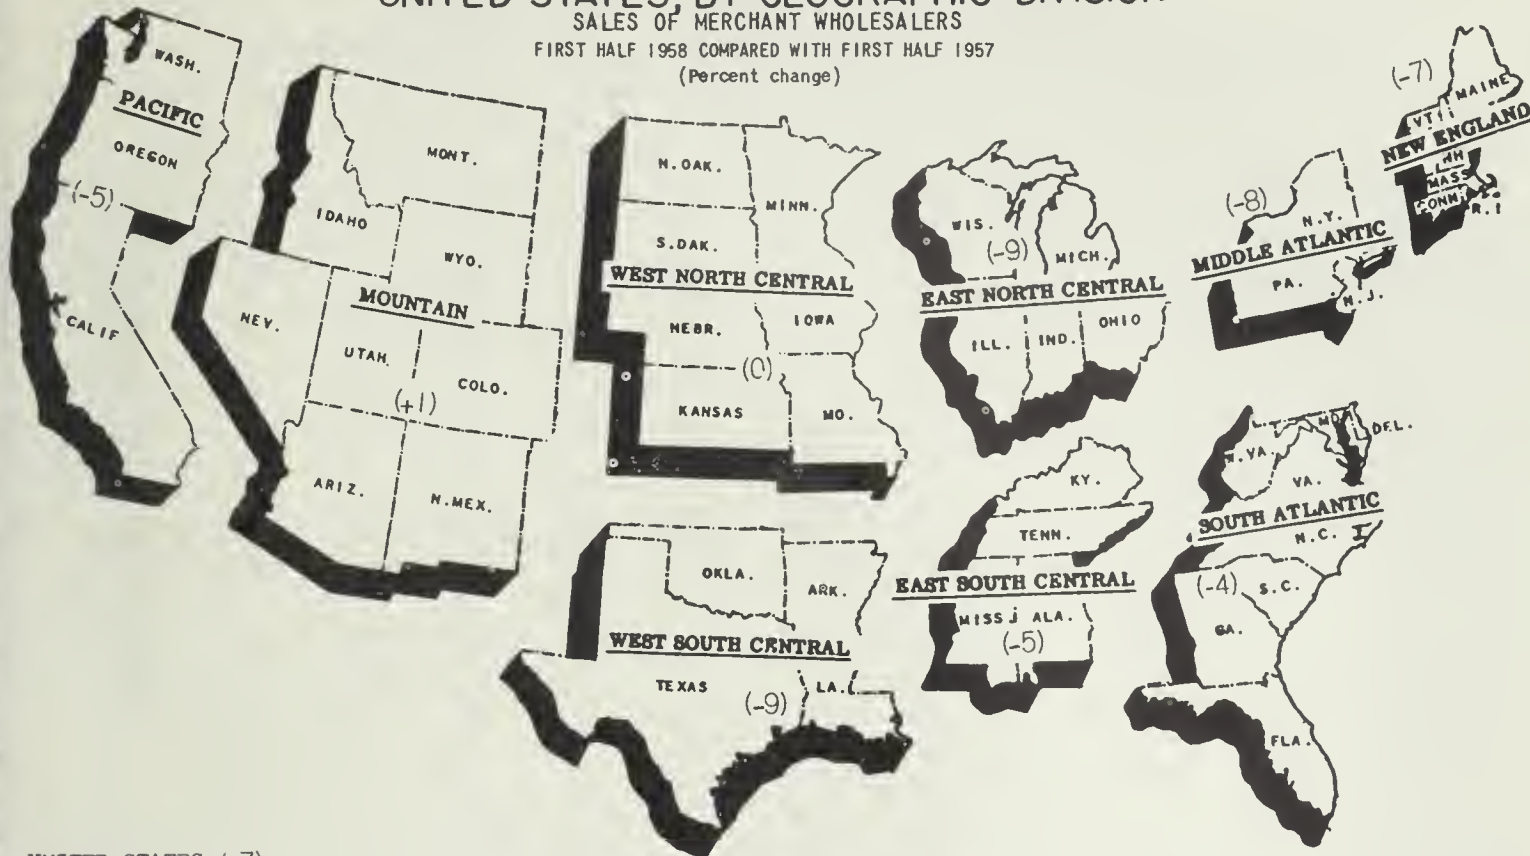 UNITED STATES, BY GEOGRAPHIC DIVISION
SALES OF MERCHANT WHOLESALERS
FIRST HALF 1958 COMPARED WITH FIRST HALF 1957
(Percent change)
WASH.
PACIFIC
OREGON
(-5)
CALIF
MONT.
IDAHO
WYO.
MOUNTAIN
NEV.
UTAH
COLO.
(+1)
ARIZ.
N.MEX.
N.DAK.
MINN.
S.DAK.
WEST NORTH CENTRAL
NEBR.
IOWA
(0)
KANSAS
MO.
WIS.
(-9)
MICH.
EAST NORTH CENTRAL
ILL.
IND.
OHIO
(-8)
N.Y.
MIDDLE ATLANTIC
PA.
N.J.
(-7)
MAINE
VT
NEW ENGLAND
NH
MASS
CONN
R.I
OKLA.
ARK.
WEST SOUTH CENTRAL
TEXAS
LA.
(-9)
KY.
TENN.
EAST SOUTH CENTRAL
MISS
ALA.
(-5)
MD
DEL.
W.VA.
VA.
SOUTH ATLANTIC
N.C.
(-4)
S.C.
GA.
FLA.
UNITED STATES (-7)